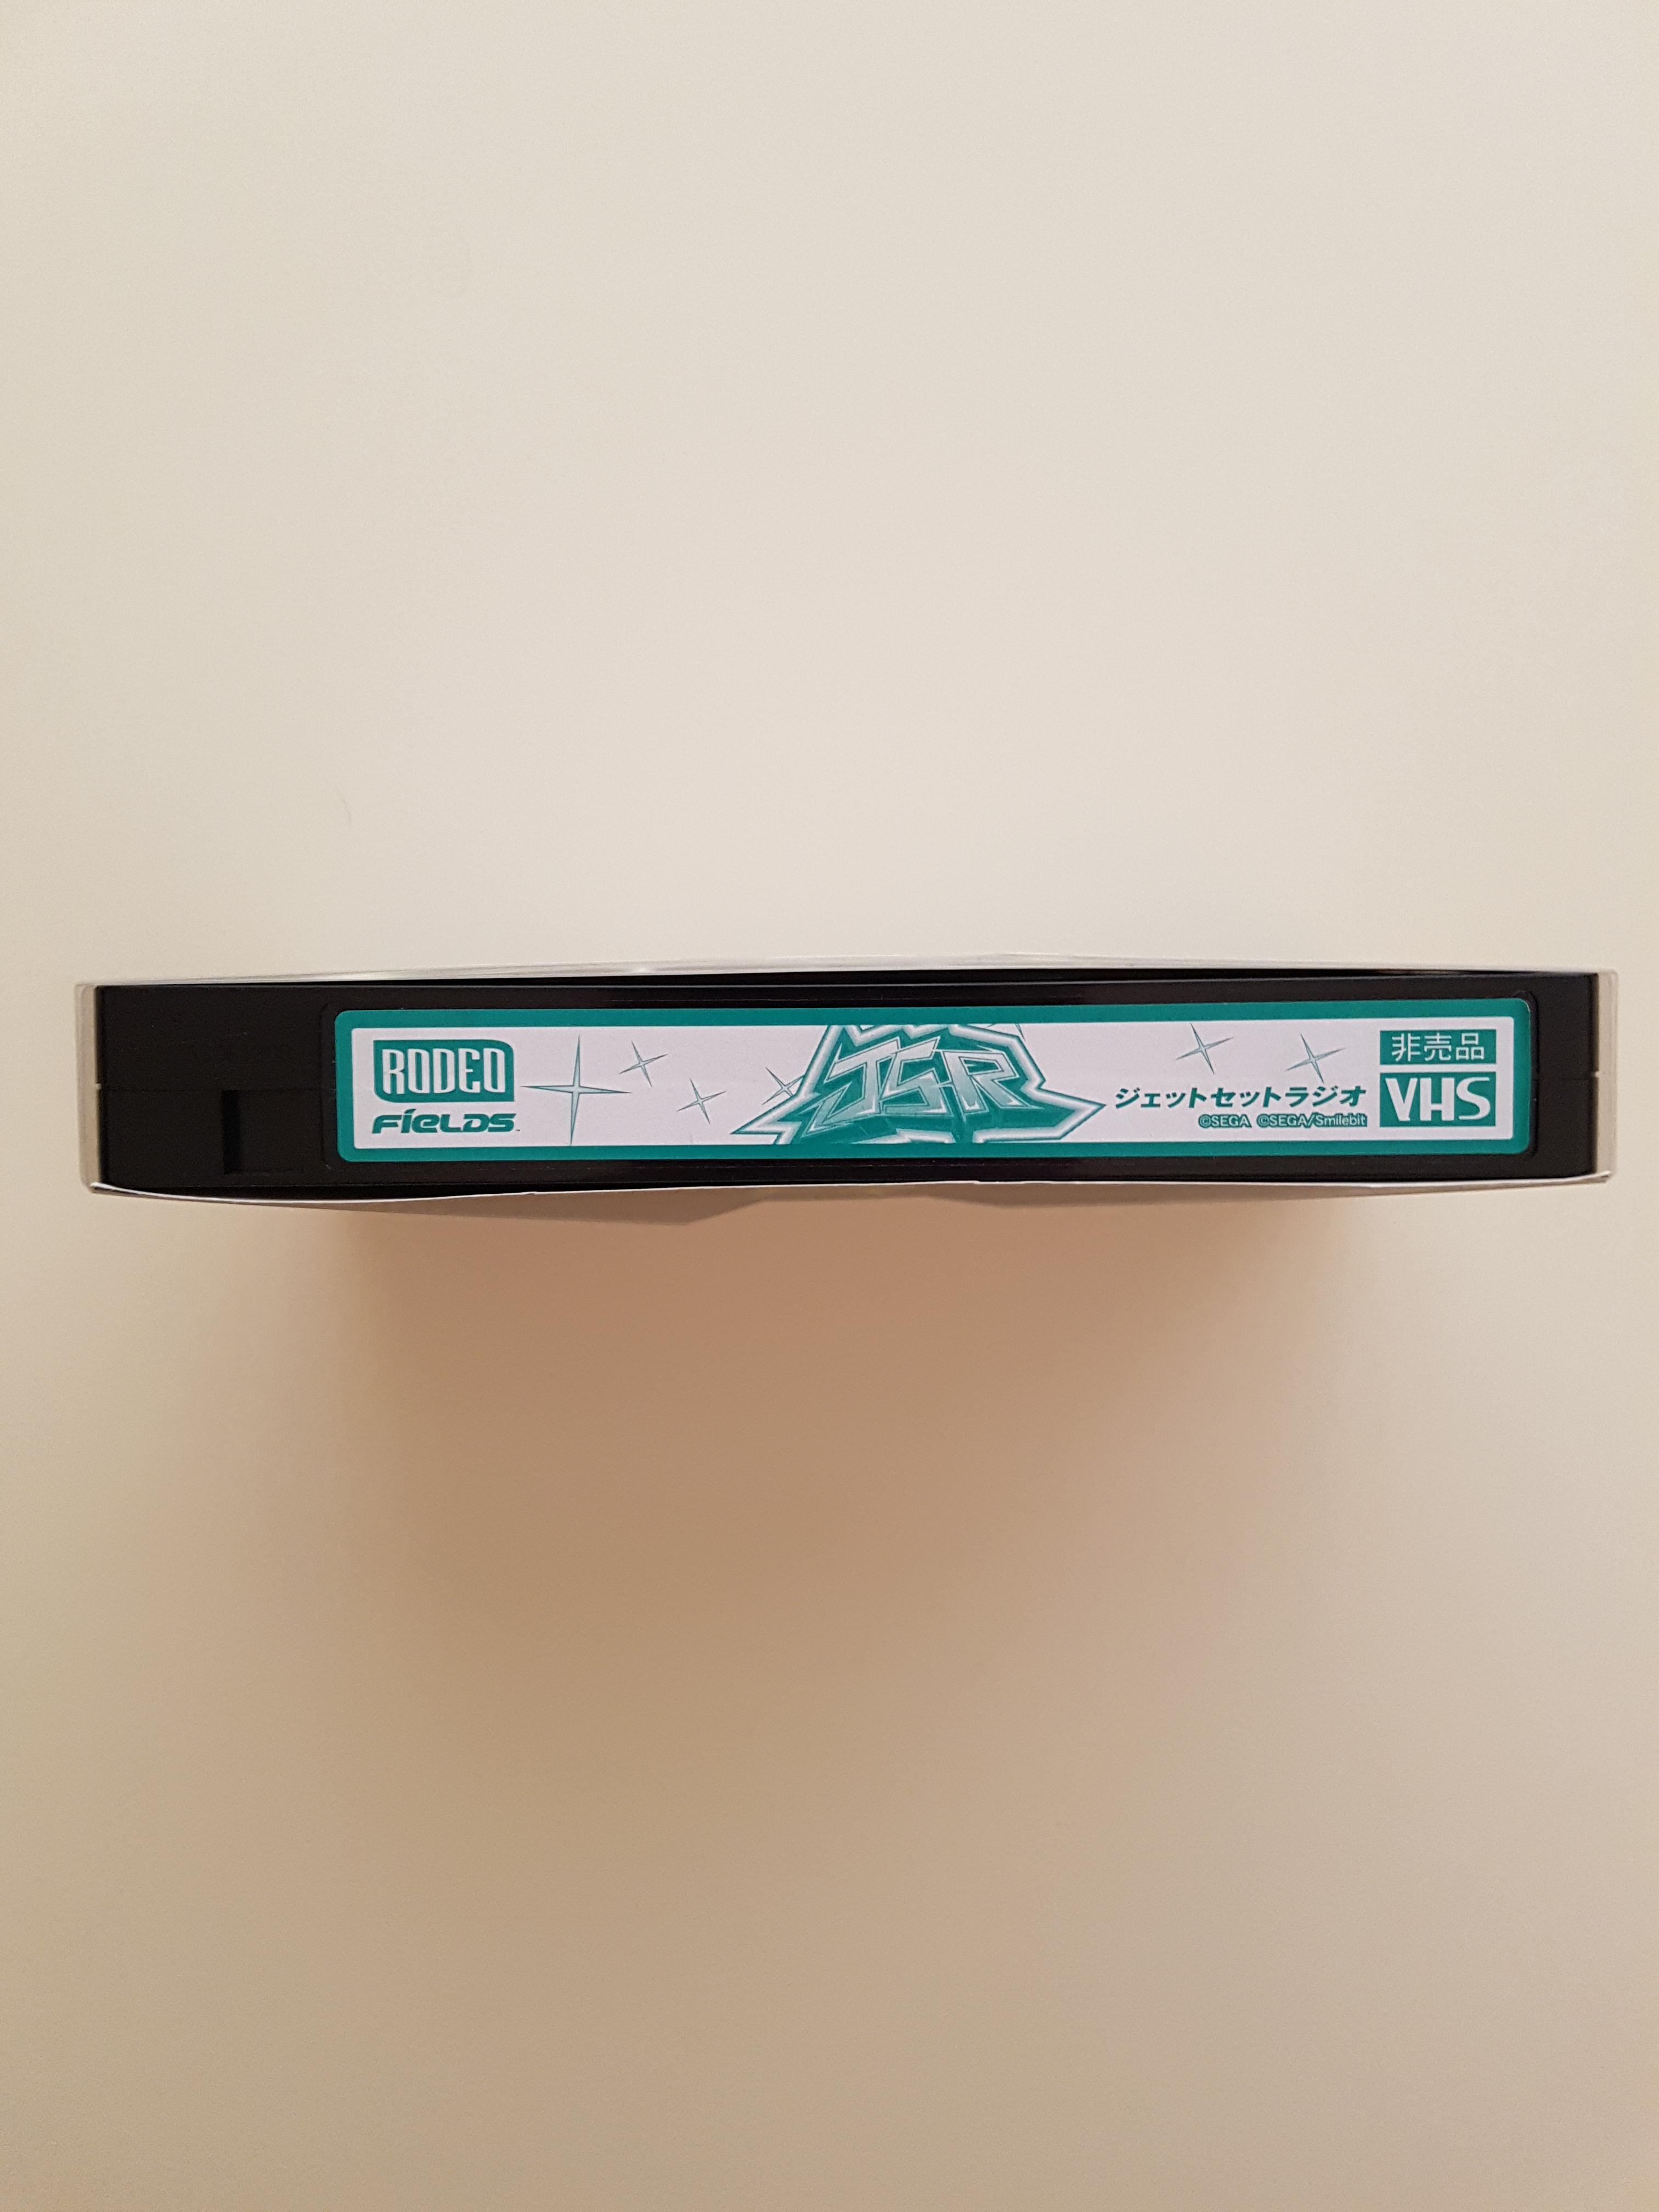 RODEO
FIELDS
JSR
ジェットセットラジオ
©SEGA ©SEGA/Smilebit
非売品
VHS